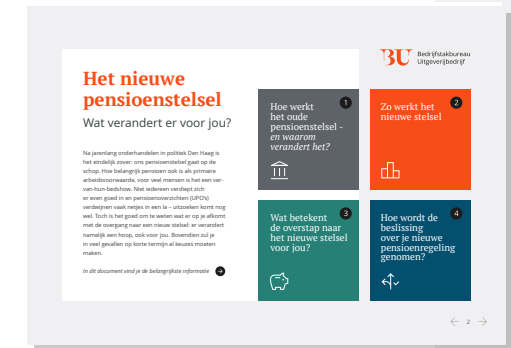 BU
Bedrijfstakbureau
Uitgeverijbedrijf
Het nieuwe
pensioenstelsel
Wat verandert er voor jou?
Na jarenlang onderhandelen in politiek Den Haag is
het eindelijk zover: ons pensioenstelsel gaat op de
schop. Hoe belangrijk pensioen ook is als primaire
arbeidsvoorwaarde, voor veel mensen is het een ver-
van-hun-bedshow. Niet iedereen verdiept zich
er even goed in en pensioenoverzichten (UPO's)
verdwijnen vaak netjes in een la – uitzoeken komt nog
wel. Toch is het goed om te weten wat er op je afkomt
met de overgang naar een nieuw stelsel: er verandert
namelijk een hoop, ook voor jou. Bovendien zul je
in veel gevallen op korte termijn al keuzes moeten
maken.
In dit document vind je de belangrijkste informatie
1
Hoe werkt
het oude
pensioenstelsel -
en waarom
verandert het?
2
Zo werkt het
nieuwe stelsel
3
Wat betekent
de overstap naar
het nieuwe stelsel
voor jou?
4
Hoe wordt de
beslissing
over je nieuwe
pensioenregeling
genomen?
2